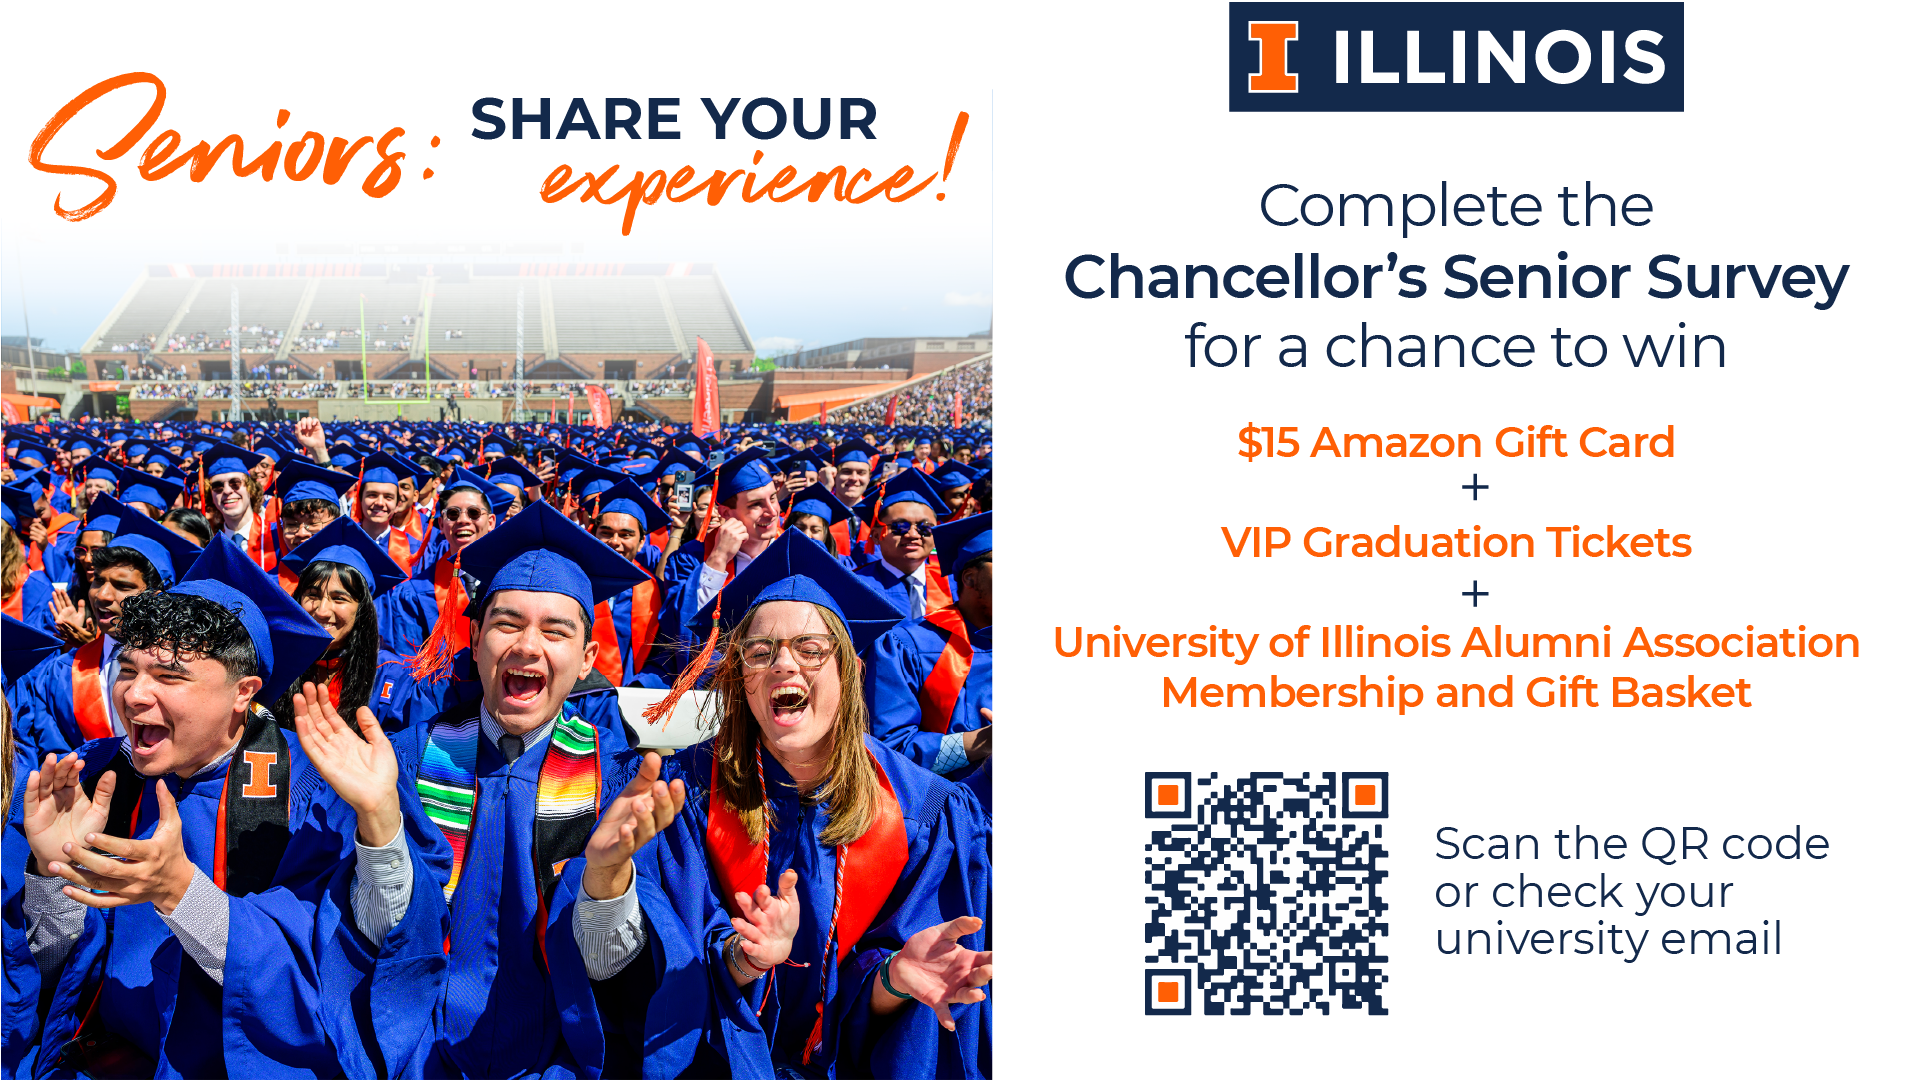 Seniors: SHARE YOUR
experience!
I ILLINOIS
Complete the
Chancellor's Senior Survey
for a chance to win
$15 Amazon Gift Card
+
VIP Graduation Tickets
+
University of Illinois Alumni Association
Membership and Gift Basket
Scan the QR code
or check your
university email